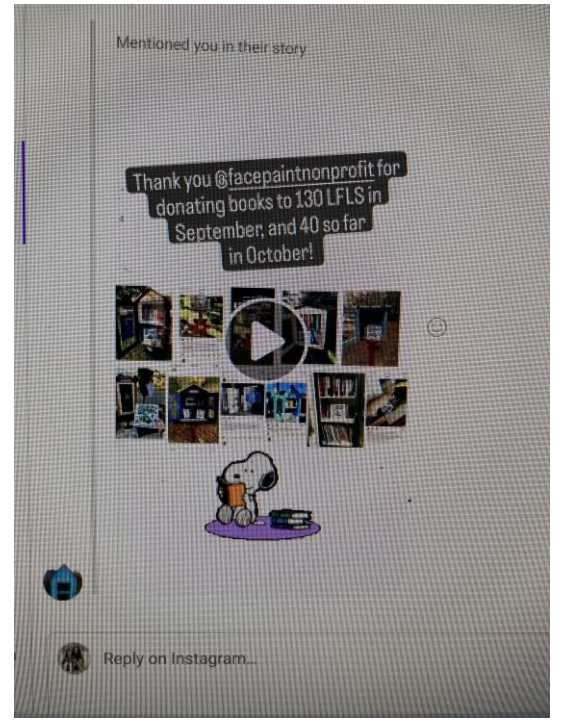 Mentioned you in their story
Thank you @facepaintnonprofit for
donating books to 130 LFLS in
September, and 40 so far
in October!
Reply on Instagram...